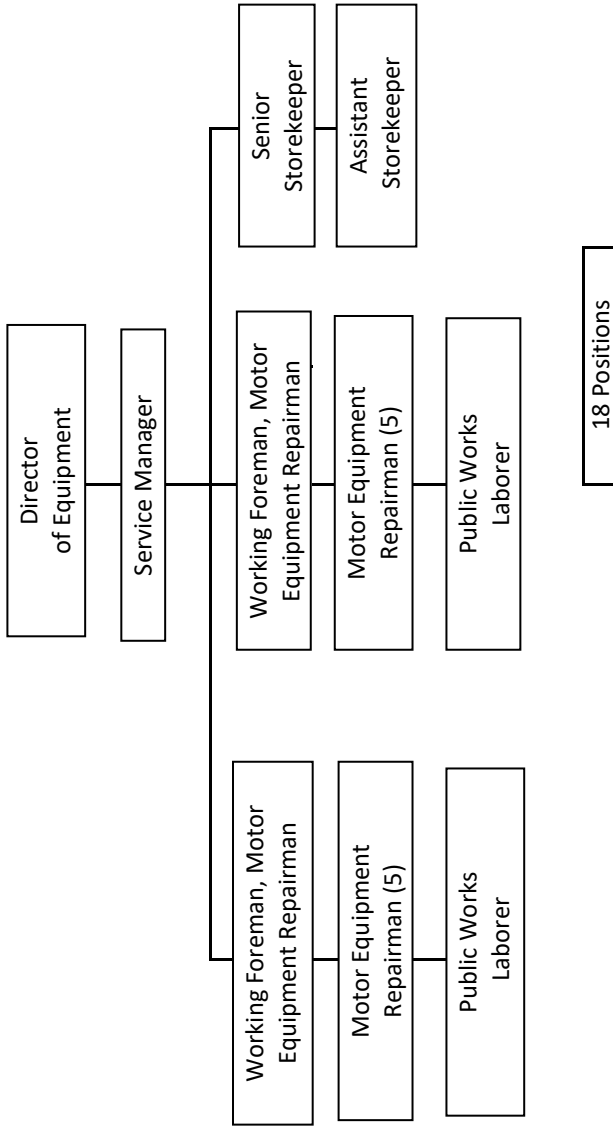 Director
of Equipment
Service Manager
Working Foreman, Motor
Equipment Repairman
Motor Equipment
Repairman (5)
Public Works
Laborer
Working Foreman, Motor
Equipment Repairman
Motor Equipment
Repairman (5)
Public Works
Laborer
Senior
Storekeeper
Assistant
Storekeeper
18 Positions